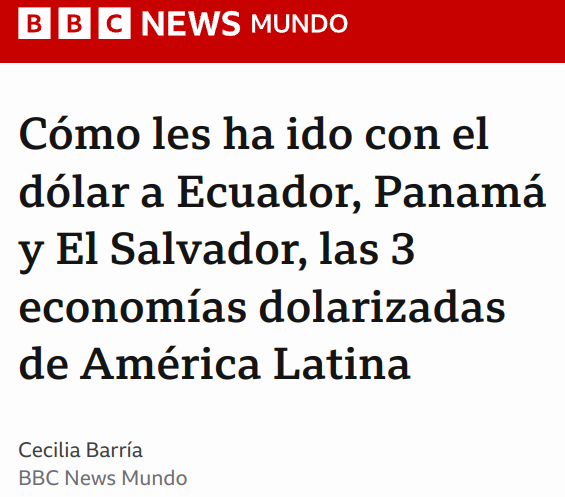 BBC NEWS MUNDO
Cómo les ha ido con el
dólar a Ecuador, Panamá
y El Salvador, las 3
economías dolarizadas
de América Latina
Cecilia Barría
BBC News Mundo